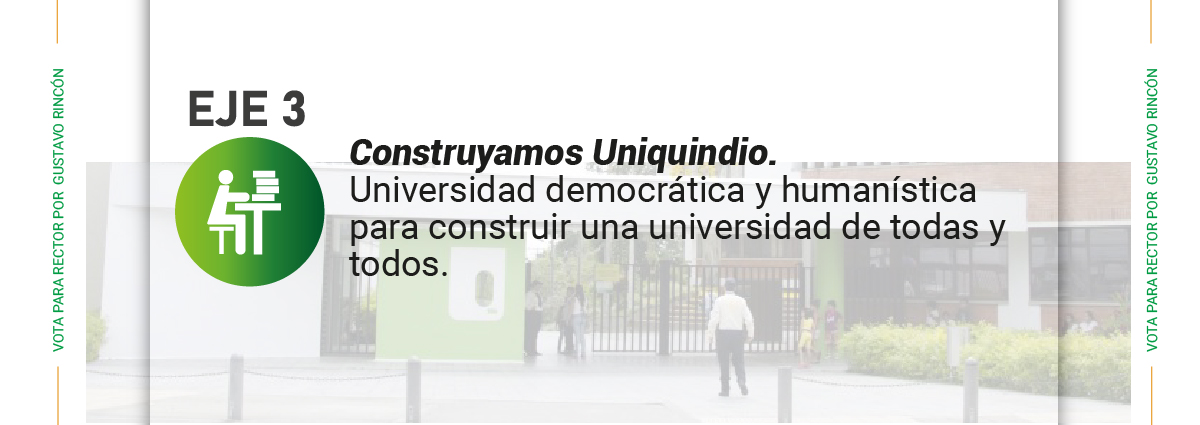 VOTA PARA RECTOR POR GUSTAVO RINCÓN
EJE 3
Construyamos Uniquindio.
Universidad democrática y humanística
para construir una universidad de todas y
todos.
VOTA PARA RECTOR POR GUSTAVO RINCÓN